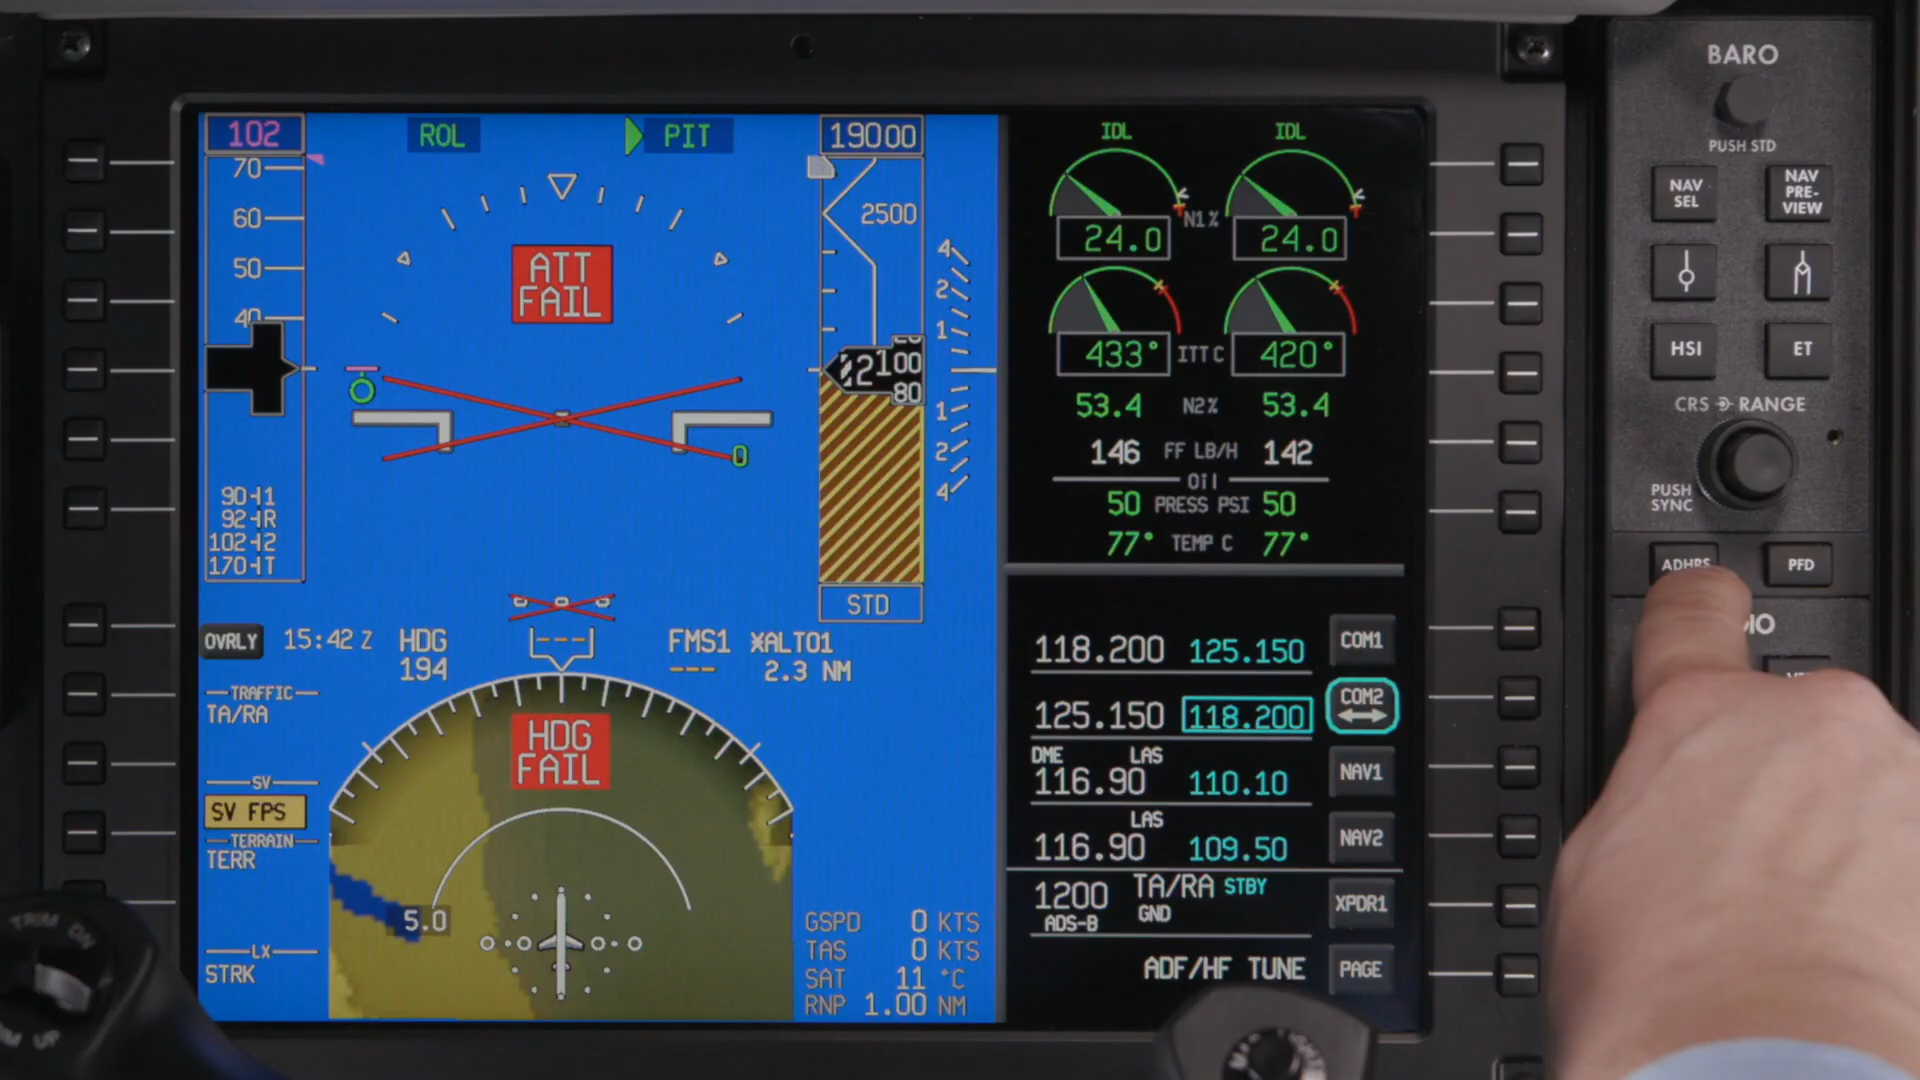 102
70
60
50
40
90 1
92 R
102 2
170 T
ROL
PIT
ATT
FAIL
0
19000
2500
2100
80
4
2
1
1
2
4
STD
OVRLY
15:42 Z
HDG
194
---
FMS1
---
ALTO1
2.3 NM
TRAFFIC
TA/RA
SV
SV FPS
TERRAIN
TERR
LX
STRK
HDG
FAIL
5.0
GSPD 0 KTS
TAS 0 KTS
SAT 11 °C
RNP 1.00 NM
IDL IDL
24.0 N1% 24.0
433° ITT C 420°
53.4 N2% 53.4
146 FF LB/H 142
Oil
50 PRESS PSI 50
77° TEMP C 77°
118.200 125.150 COM1
125.150 118.200 COM2
DME LAS
116.90 110.10 NAV1
LAS
116.90 109.50 NAV2
1200 TA/RA STBY XPDR1
ADS-B GND
ADF/HF TUNE PAGE
BARO
PUSH STD
NAV
SEL
NAV
PRE-
VIEW
HSI
ET
CRS RANGE
PUSH
SYNC
ADHRS
PFD
TRIM DN